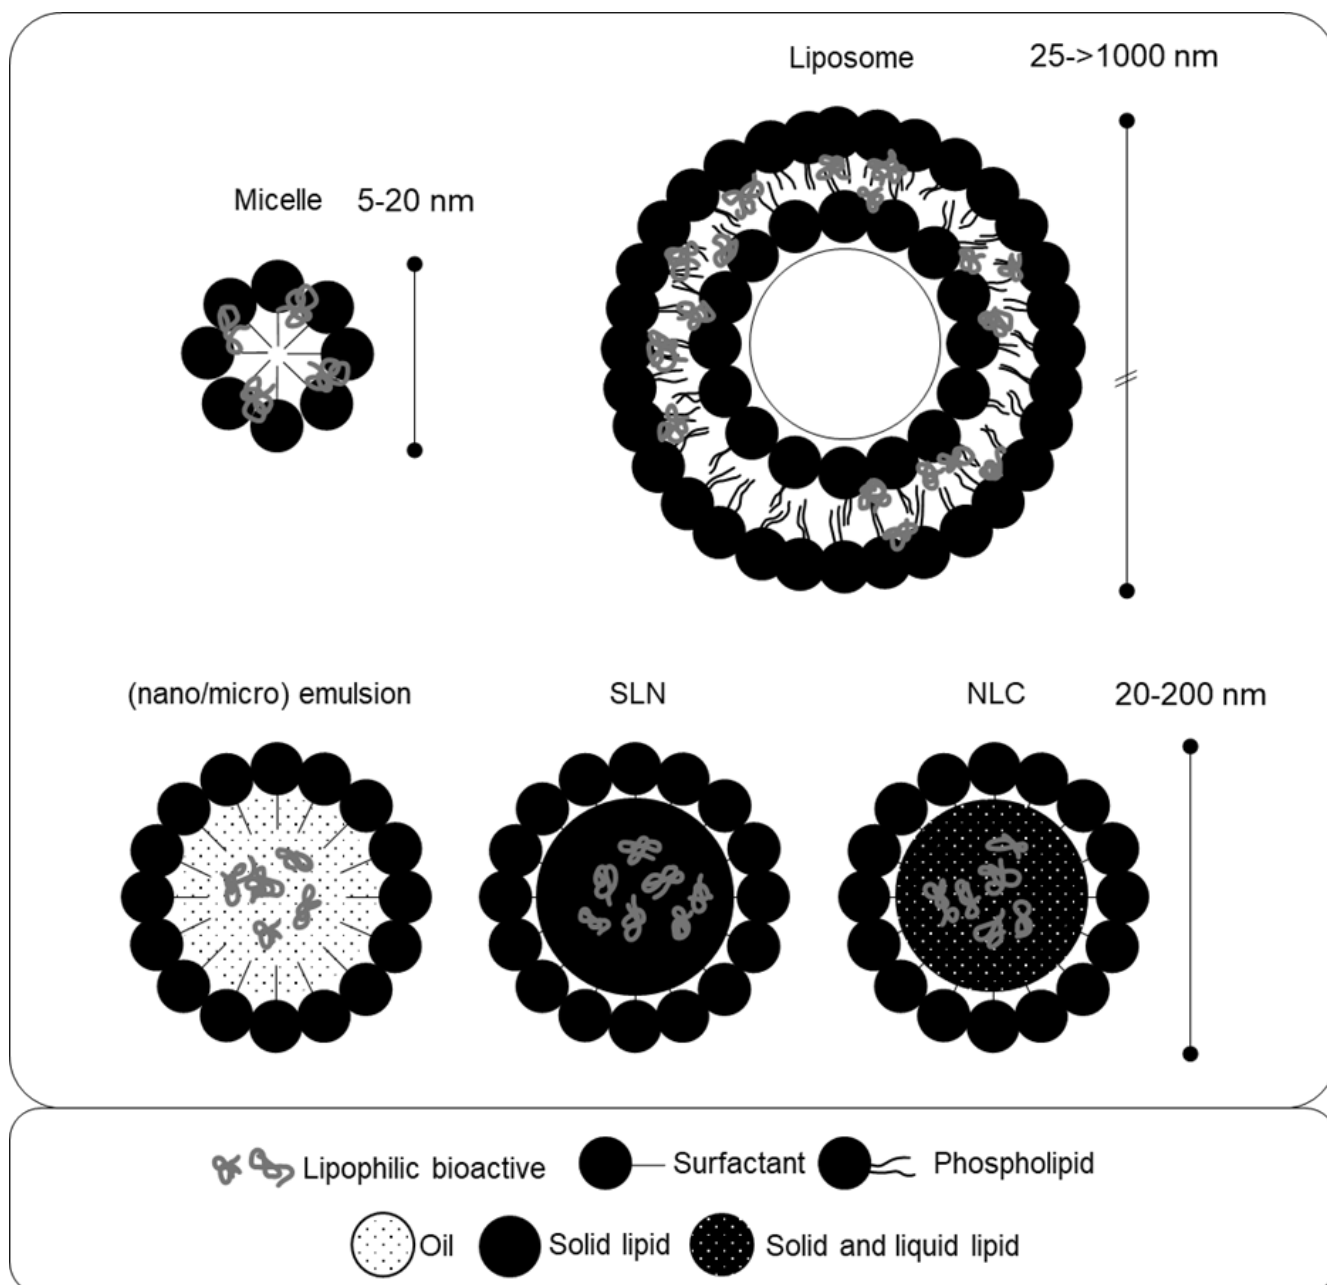 Liposome 25->1000 nm
Micelle 5-20 nm
(nano/micro) emulsion SLN NLC 20-200 nm
Lipophilic bioactive Surfactant Phospholipid
Oil Solid lipid Solid and liquid lipid